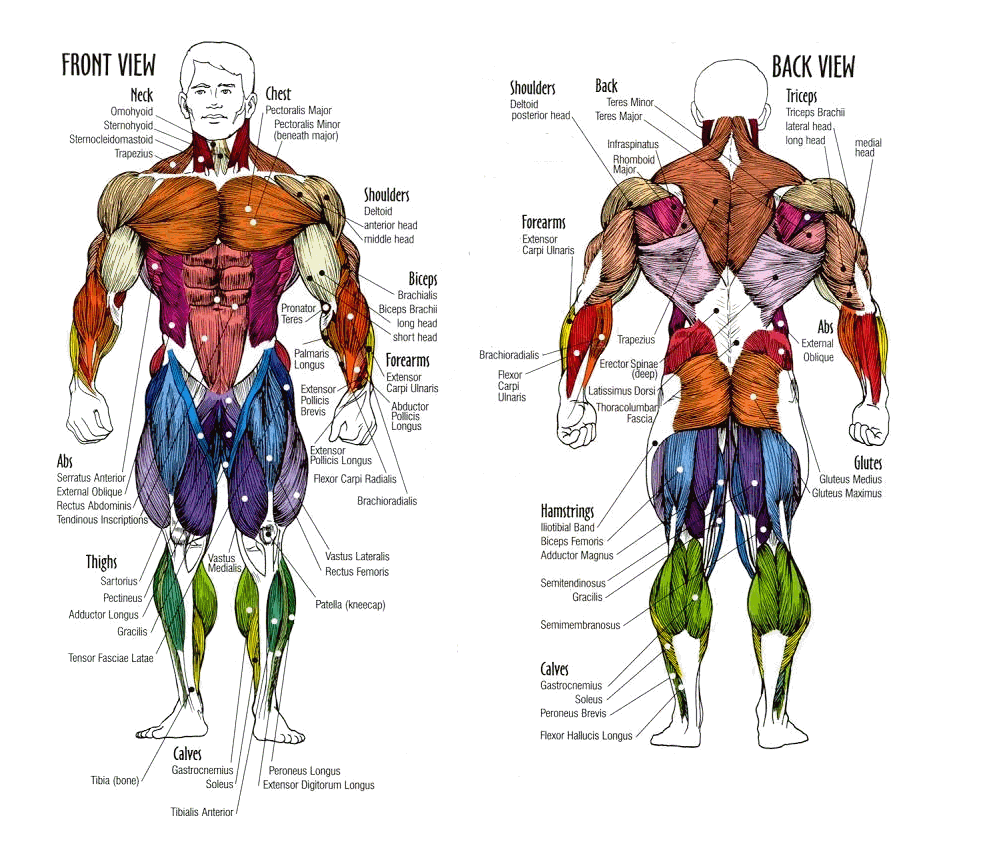 FRONT VIEW
Neck
Omohyoid
Sternohyoid
Sternocleidomastoid
Trapezius
Chest
Pectoralis Major
Pectoralis Minor
(beneath major)
Shoulders
Deltoid
anterior head
middle head
Biceps
Brachialis
Biceps Brachii
long head
short head
Pronator
Teres
Palmaris
Longus
Forearms
Extensor
Carpi Ulnaris
Extensor
Pollicis
Brevis
Abductor
Pollicis
Longus
Extensor
Pollicis Longus
Flexor Carpi Radialis
Brachioradialis
Abs
Serratus Anterior
External Oblique
Rectus Abdominis
Tendinous Inscriptions
Thighs
Sartorius
Pectineus
Adductor Longus
Gracilis
Tensor Fasciae Latae
Vastus
Medialis
Vastus Lateralis
Rectus Femoris
Patella (kneecap)
Calves
Gastrocnemius
Soleus
Tibia (bone)
Tibialis Anterior
Peroneus Longus
Extensor Digitorum Longus
BACK VIEW
Shoulders
Deltoid
posterior head
Back
Teres Minor
Teres Major
Infraspinatus
Rhomboid
Major
Triceps
Triceps Brachii
lateral head
long head
medial
head
Forearms
Extensor
Carpi Ulnaris
Brachioradialis
Flexor
Carpi
Ulnaris
Trapezius
Erector Spinae
(deep)
Latissimus Dorsi
Thoracolumbar
Fascia
Abs
External
Oblique
Glutes
Gluteus Medius
Gluteus Maximus
Hamstrings
Iliotibial Band
Biceps Femoris
Adductor Magnus
Semitendinosus
Gracilis
Semimembranosus
Calves
Gastrocnemius
Soleus
Peroneus Brevis
Flexor Hallucis Longus